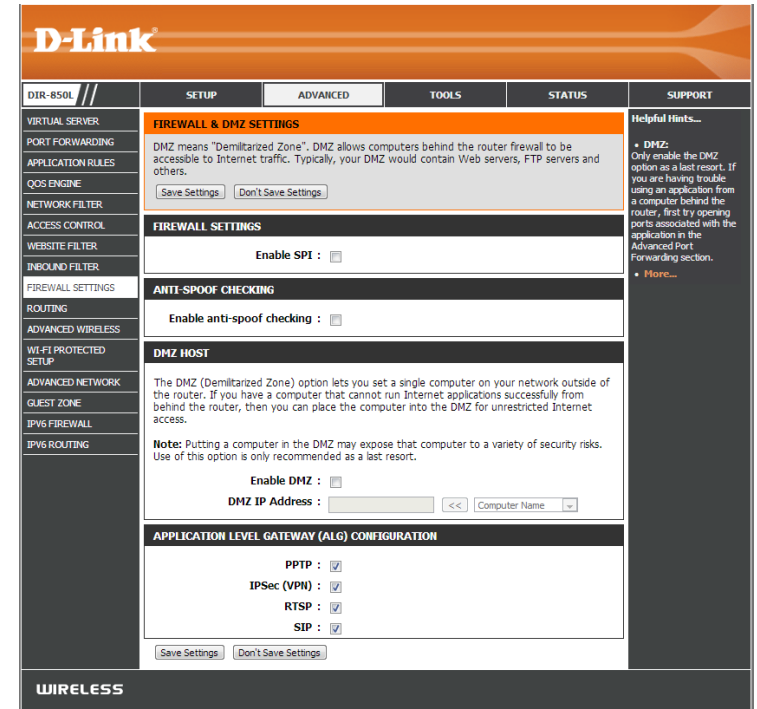 D-Link
DIR-850L
SETUP
ADVANCED
TOOLS
STATUS
SUPPORT
VIRTUAL SERVER
PORT FORWARDING
APPLICATION RULES
QOS ENGINE
NETWORK FILTER
ACCESS CONTROL
WEBSITE FILTER
INBOUND FILTER
FIREWALL SETTINGS
ROUTING
ADVANCED WIRELESS
WI-FI PROTECTED
SETUP
ADVANCED NETWORK
GUEST ZONE
IPV6 FIREWALL
IPV6 ROUTING
FIREWALL & DMZ SETTINGS
DMZ means "Demilitarized Zone". DMZ allows computers behind the router firewall to be
accessible to Internet traffic. Typically, your DMZ would contain Web servers, FTP servers and
others.
Save Settings Don't Save Settings
FIREWALL SETTINGS
Enable SPI :
ANTI-SPOOF CHECKING
Enable anti-spoof checking :
DMZ HOST
The DMZ (Demilitarized Zone) option lets you set a single computer on your network outside of
the router. If you have a computer that cannot run Internet applications successfully from
behind the router, then you can place the computer into the DMZ for unrestricted Internet
access.
Note: Putting a computer in the DMZ may expose that computer to a variety of security risks.
Use of this option is only recommended as a last resort.
Enable DMZ :
DMZ IP Address : << Computer Name
APPLICATION LEVEL GATEWAY (ALG) CONFIGURATION
PPTP :
IPSec (VPN) :
RTSP :
SIP :
Save Settings Don't Save Settings
Helpful Hints...
• DMZ:
Only enable the DMZ
option as a last resort. If
you are having trouble
using an application from
a computer behind the
router, first try opening
ports associated with the
application in the
Advanced Port
Forwarding section.
• More...
WIRELESS